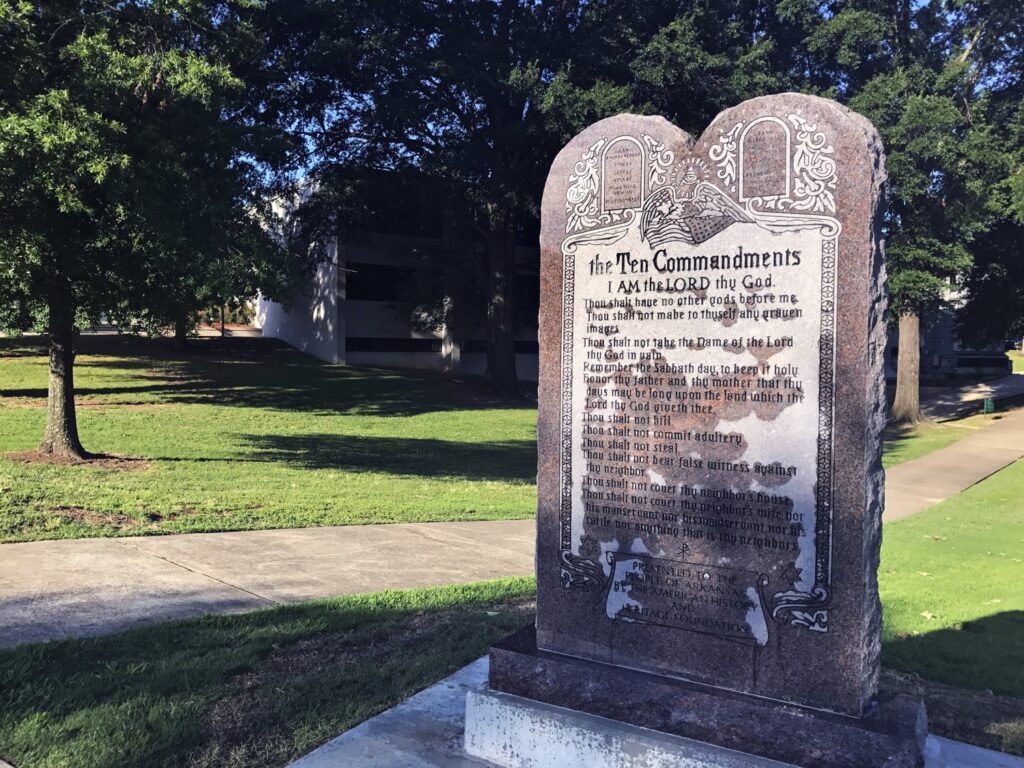 the Ten Commandments
I AM the LORD thy God.
Thou shalt have no other gods before me.
Thou shalt not make to thyself any graven
images.
Thou shalt not take the Name of the Lord
thy God in vain.
Remember the Sabbath day, to keep it holy.
Honor thy father and thy mother that thy
days may be long upon the land which the
Lord thy God giveth thee.
Thou shalt not kill.
Thou shalt not commit adultery.
Thou shalt not steal.
Thou shalt not bear false witness against
thy neighbor.
Thou shalt not covet thy neighbor's house.
Thou shalt not covet thy neighbor's wife nor
his manservant nor his maidservant nor his
cattle nor anything that is thy neighbor's.
PRESENTED TO THE
PEOPLE OF ARKANSAS
BY THE AMERICAN HISTORY
AND
HERITAGE FOUNDATION